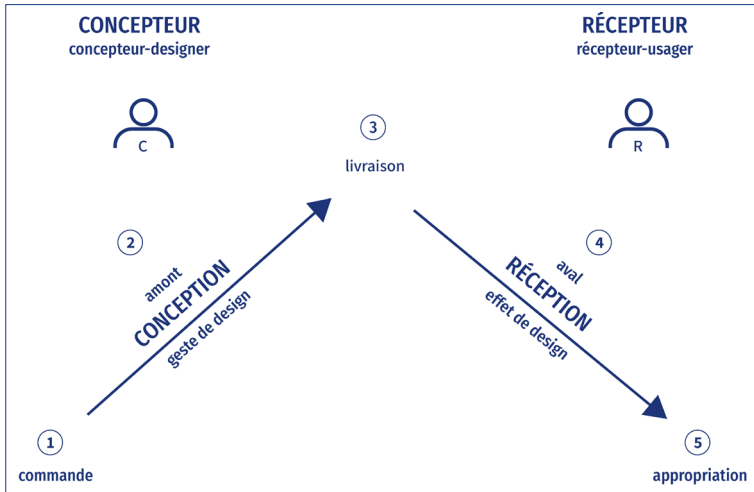 CONCEPTEUR
concepteur-designer
C
RÉCEPTEUR
récepteur-usager
R
3
livraison
2
amont
CONCEPTION
geste de design
4
aval
RÉCEPTION
effet de design
1
commande
5
appropriation